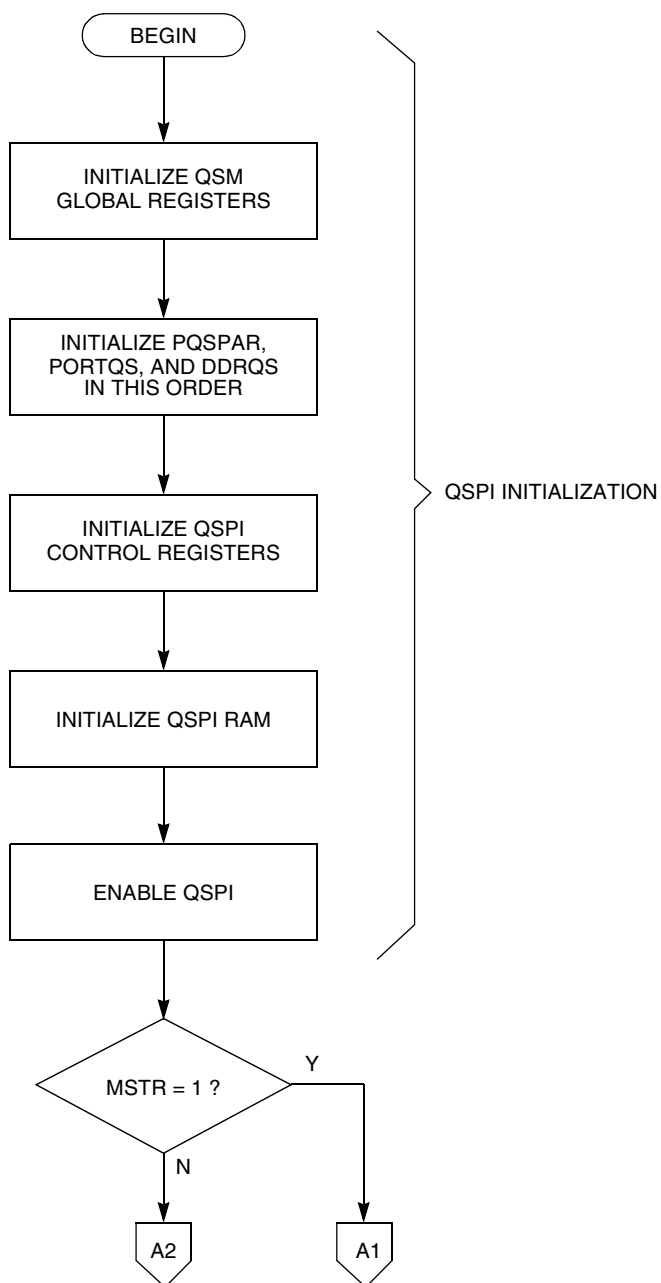 BEGIN
INITIALIZE QSM
GLOBAL REGISTERS
INITIALIZE PQSPAR,
PORTQS, AND DDRQS
IN THIS ORDER
QSPI INITIALIZATION
INITIALIZE QSPI
CONTROL REGISTERS
INITIALIZE QSPI RAM
ENABLE QSPI
MSTR = 1 ?
Y
N
A2
A1